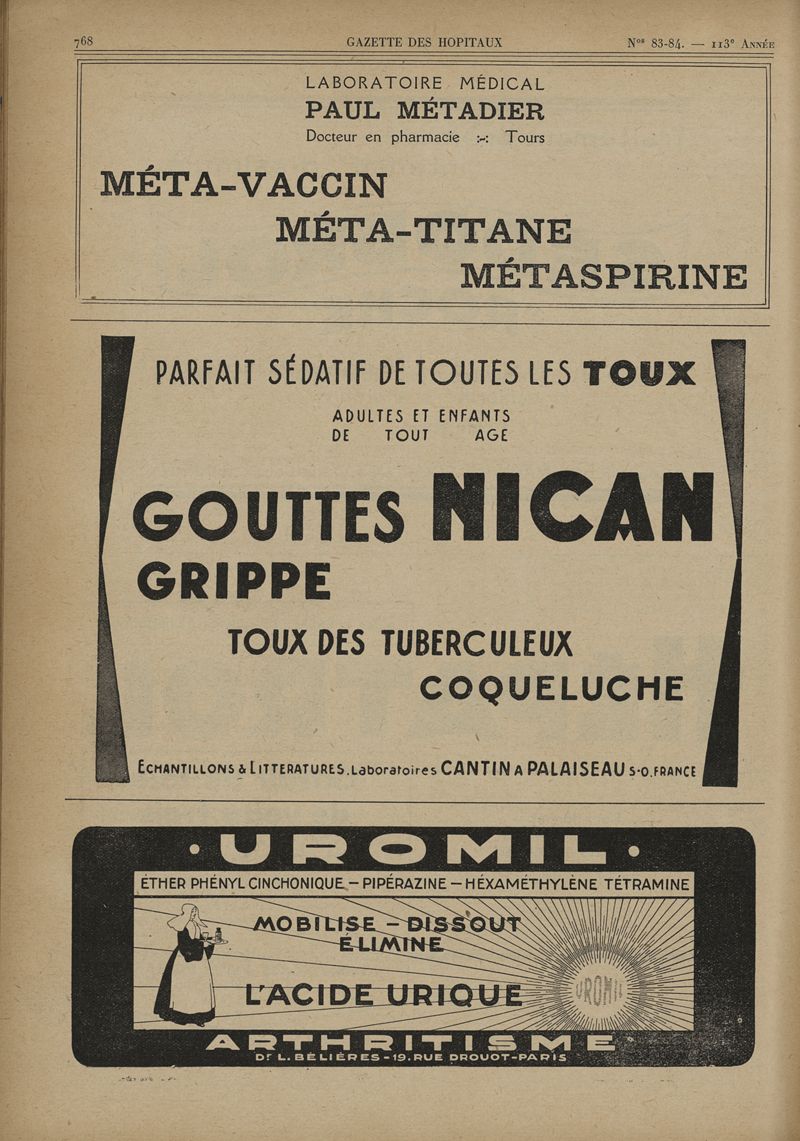 768 GAZETTE DES HOPITAUX Nos 83-84. — 113e ANNÉE
LABORATOIRE MÉDICAL
PAUL MÉTADIER
Docteur en pharmacie :-: Tours
MÉTA-VACCIN
MÉTA-TITANE
MÉTASPIRINE
PARFAIT SÉDATIF DE TOUTES LES TOUX
ADULTES ET ENFANTS
DE TOUT AGE
GOUTTES NICAN
GRIPPE
TOUX DES TUBERCULEUX
COQUELUCHE
ECHANTILLONS & LITTERATURES. Laboratoires CANTIN A PALAISEAU S.-O. FRANCE
• UROMIL •
ÉTHER PHÉNYL CINCHONIQUE. — PIPÉRAZINE — HÉXAMÉTHYLÈNE TÉTRAMINE
MOBILISE - DISSOUT
ÉLIMINE
L'ACIDE URIQUE
UROMIL
ARTHRITISME
Dr L. BÉLIÈRES - 19. RUE DROUOT - PARIS